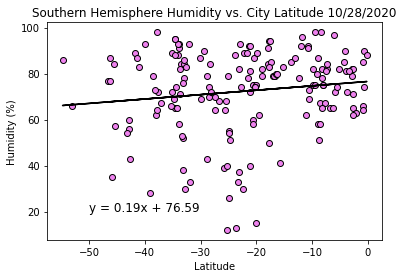 Southern Hemisphere Humidity vs. City Latitude 10/28/2020
100
80
60
40
20
Humidity (%)
y = 0.19x + 76.59
−50 −40 −30 −20 −10 0
Latitude